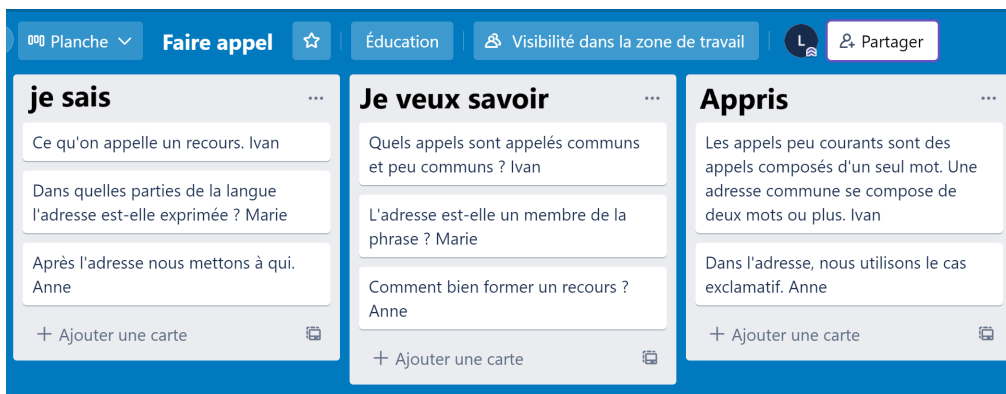 Planche
Faire appel
Éducation
Visibilité dans la zone de travail
L
Partager
je sais
Ce qu'on appelle un recours. Ivan
Dans quelles parties de la langue
l'adresse est-elle exprimée ? Marie
Après l'adresse nous mettons à qui.
Anne
+ Ajouter une carte
Je veux savoir
Quels appels sont appelés communs
et peu communs ? Ivan
L'adresse est-elle un membre de la
phrase ? Marie
Comment bien former un recours ?
Anne
+ Ajouter une carte
Appris
Les appels peu courants sont des
appels composés d'un seul mot. Une
adresse commune se compose de
deux mots ou plus. Ivan
Dans l'adresse, nous utilisons le cas
exclamatif. Anne
+ Ajouter une carte